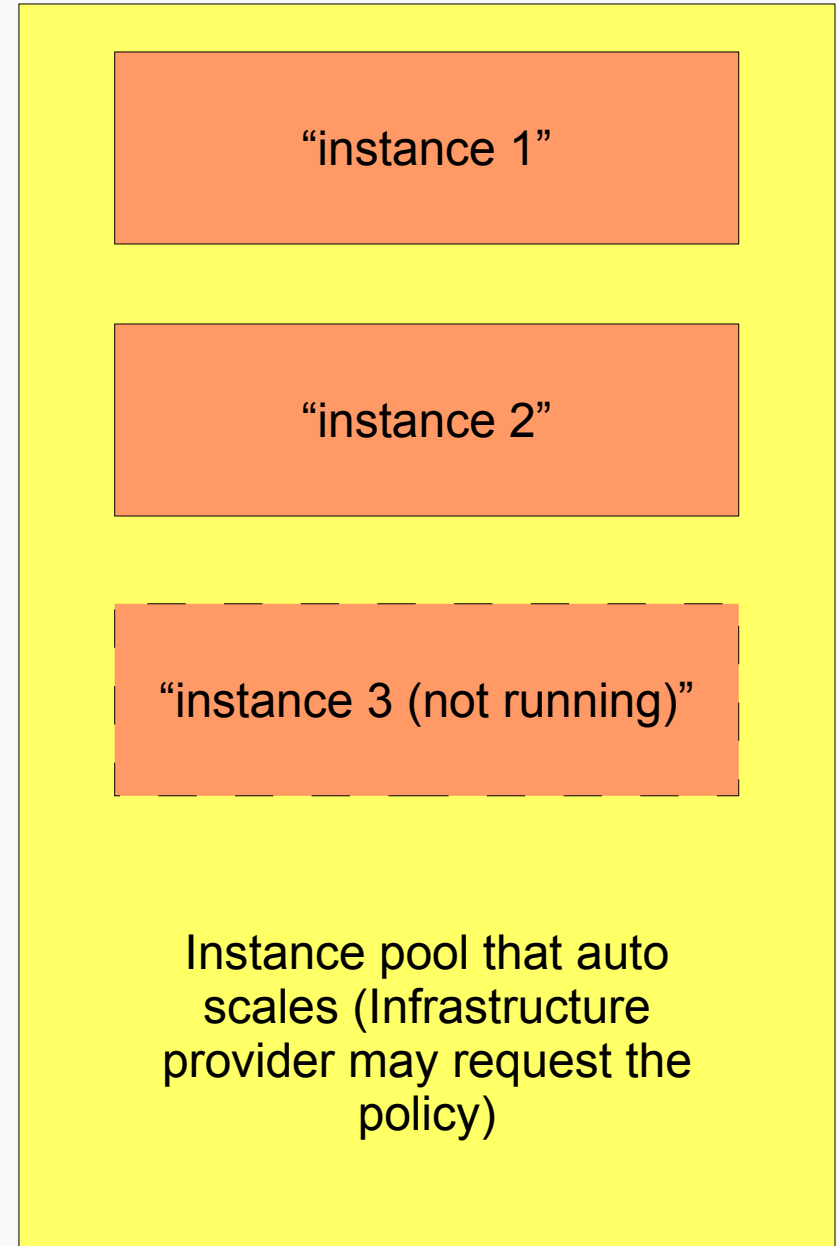 “instance 1”
“instance 2”
“instance 3 (not running)”
Instance pool that auto
scales (Infrastructure
provider may request the
policy)